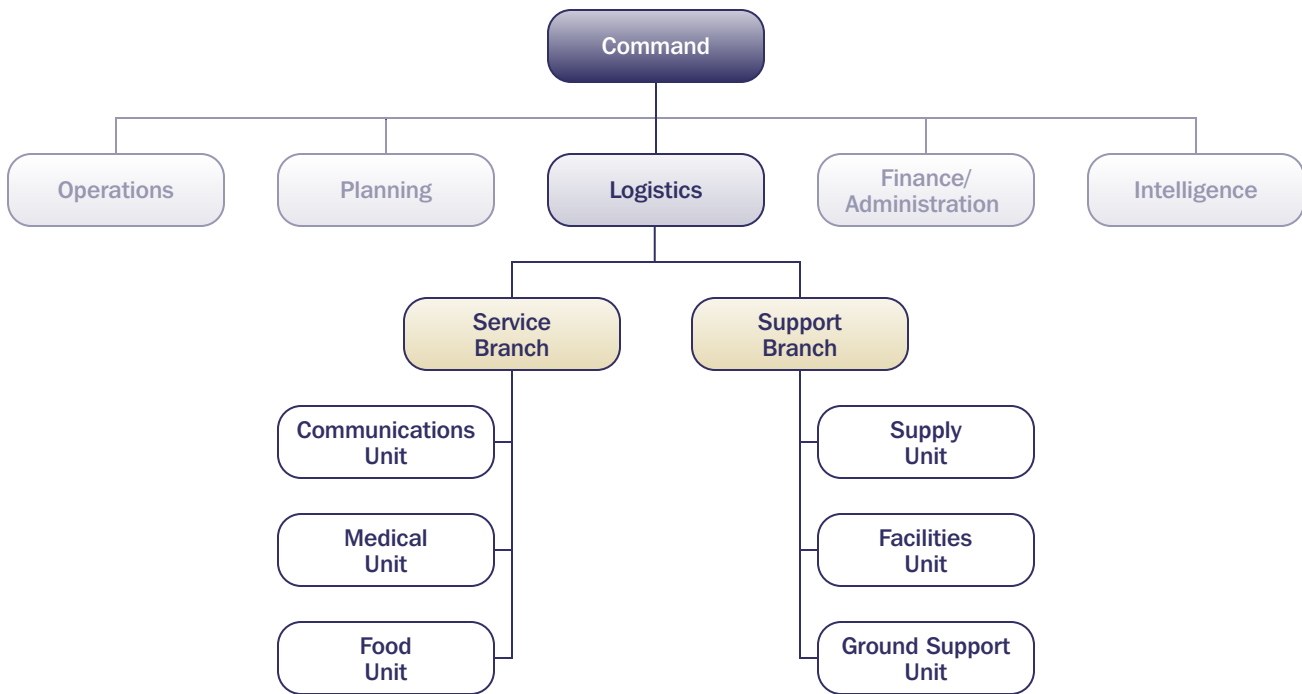 Command
Operations
Planning
Logistics
Finance/
Administration
Intelligence
Service
Branch
Support
Branch
Communications
Unit
Supply
Unit
Medical
Unit
Facilities
Unit
Food
Unit
Ground Support
Unit